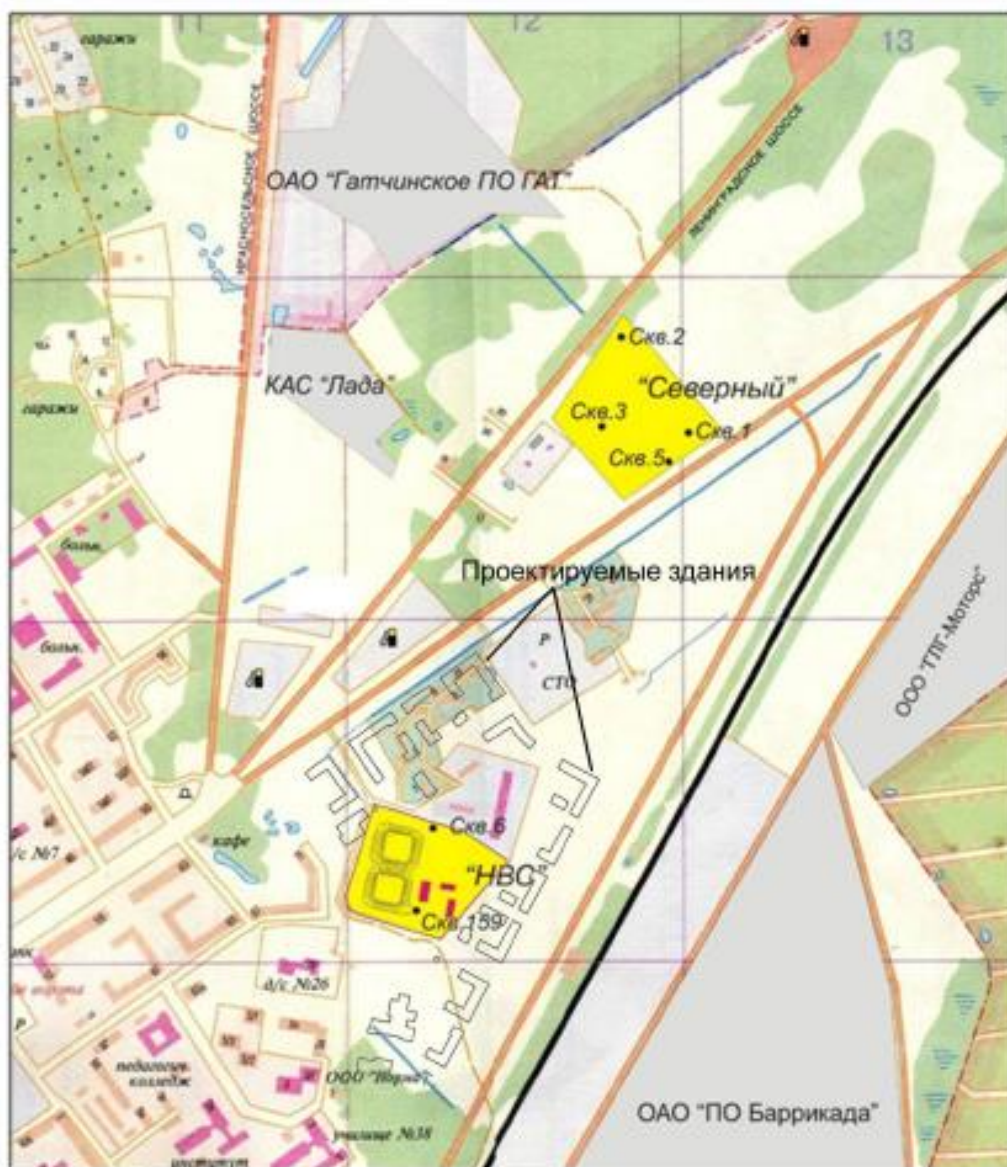 11
12
13
гаражи
КРАСНОСЕЛЬСКОЕ ШОССЕ
ОАО "Гатчинское ПО ГАТ"
ЛЕНИНГРАДСКОЕ ШОССЕ
Скв.2
КАС "Лада"
"Северный"
гаражи
Скв.3
Скв.1
Скв.5
больн.
Проектируемые здания
ООО "ГПГ-Моторс"
больн.
Р
СТО
Скв.6
/с №7
кафе
"НВС"
Скв.159
д/с №26
Р
педагогич.
колледж
ООО "Норма"
ОАО "ПО Баррикада"
училище №38
институт